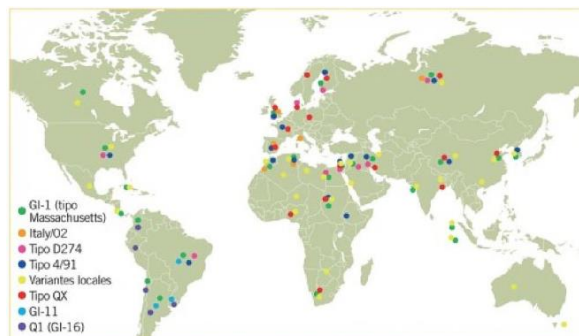 GI-1 (tipo
Massachusetts)
Italy/02
Tipo D274
Tipo 4/91
Variantes locales
Tipo QX
GI-11
Q1 (GI-16)